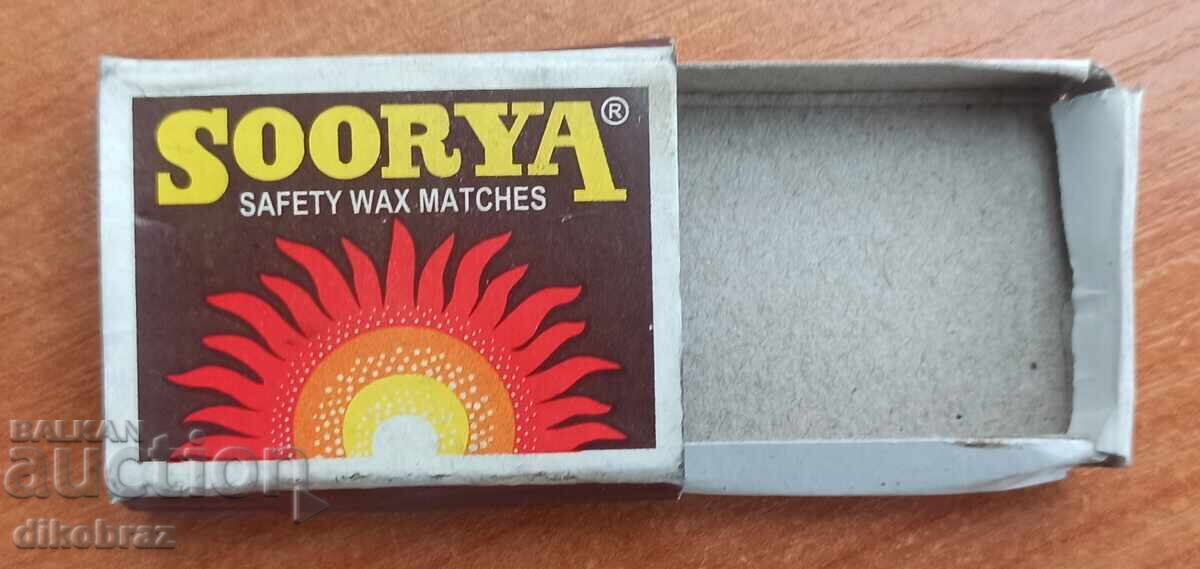 SOORYA®
SAFETY WAX MATCHES
BALKAN
auction
dikobraz